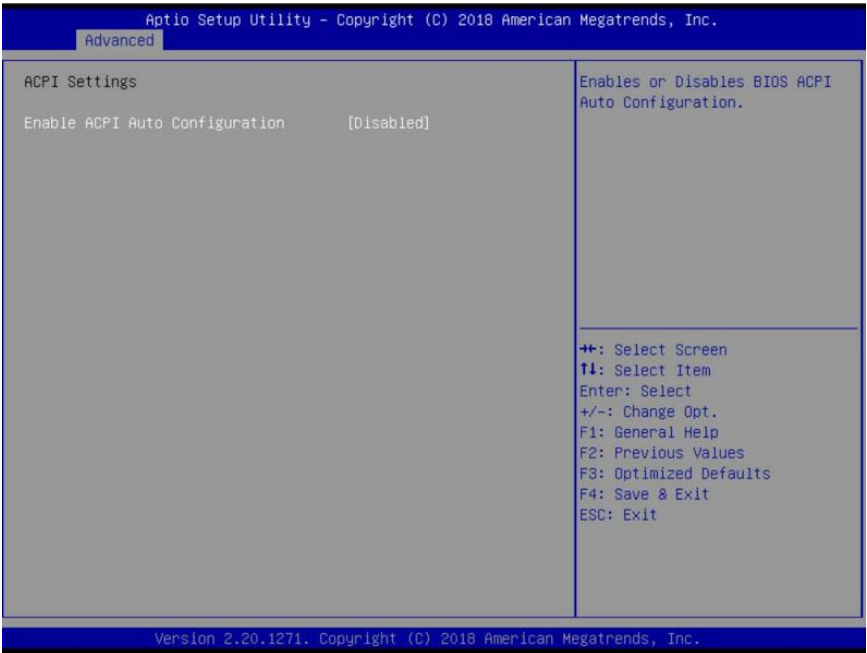 Aptio Setup Utility – Copyright (C) 2018 American Megatrends, Inc.
Advanced
ACPI Settings
Enable ACPI Auto Configuration [Disabled]
Enables or Disables BIOS ACPI
Auto Configuration.
→←: Select Screen
↑↓: Select Item
Enter: Select
+/-: Change Opt.
F1: General Help
F2: Previous Values
F3: Optimized Defaults
F4: Save & Exit
ESC: Exit
Version 2.20.1271. Copyright (C) 2018 American Megatrends, Inc.